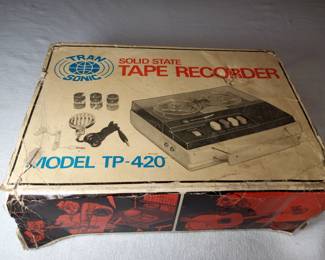 TRAN
SONIC
SOLID STATE
TAPE RECORDER
MODEL TP-420